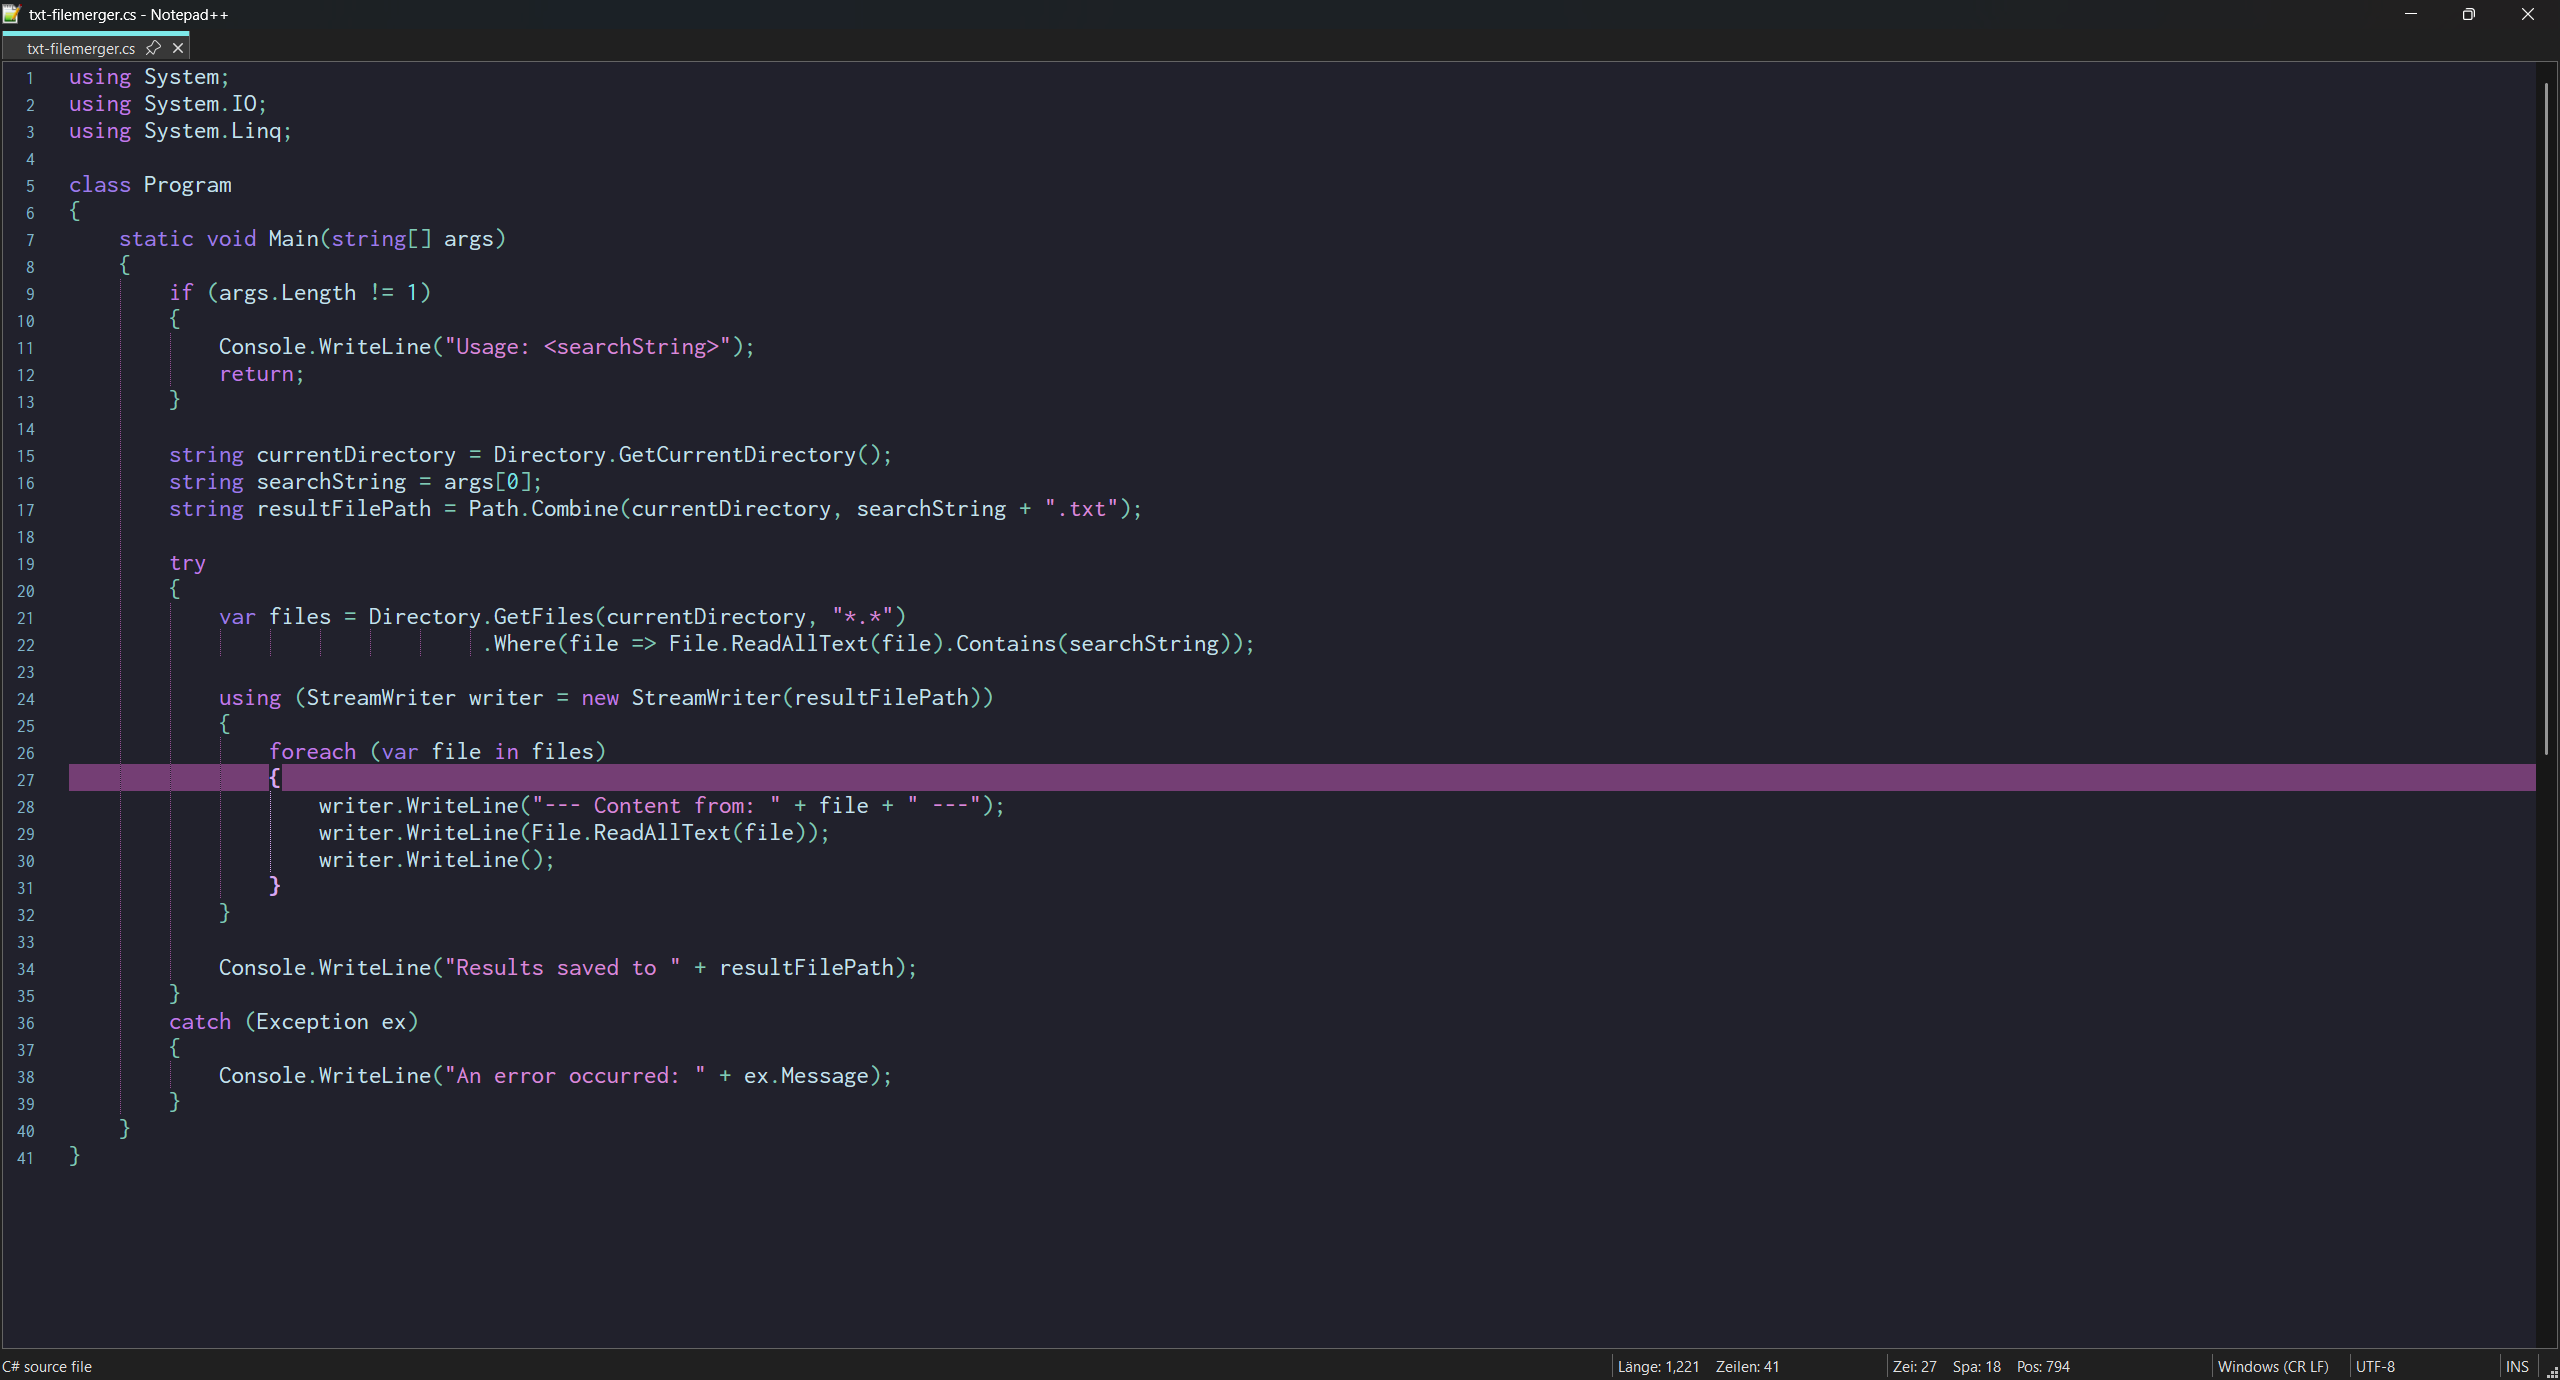 txt-filemerger.cs - Notepad++
txt-filemerger.cs
1 using System;
2 using System.IO;
3 using System.Linq;
4
5 class Program
6 {
7     static void Main(string[] args)
8     {
9         if (args.Length != 1)
10         {
11             Console.WriteLine("Usage: <searchString>");
12             return;
13         }
14
15         string currentDirectory = Directory.GetCurrentDirectory();
16         string searchString = args[0];
17         string resultFilePath = Path.Combine(currentDirectory, searchString + ".txt");
18
19         try
20         {
21             var files = Directory.GetFiles(currentDirectory, "*.*")
22                                  .Where(file => File.ReadAllText(file).Contains(searchString));
23
24             using (StreamWriter writer = new StreamWriter(resultFilePath))
25             {
26                 foreach (var file in files)
27                 {
28                     writer.WriteLine("--- Content from: " + file + " ---");
29                     writer.WriteLine(File.ReadAllText(file));
30                     writer.WriteLine();
31                 }
32             }
33
34             Console.WriteLine("Results saved to " + resultFilePath);
35         }
36         catch (Exception ex)
37         {
38             Console.WriteLine("An error occurred: " + ex.Message);
39         }
40     }
41 }
C# source file Länge: 1,221 Zeilen: 41 Zei: 27 Spa: 18 Pos: 794 Windows (CR LF) UTF-8 INS